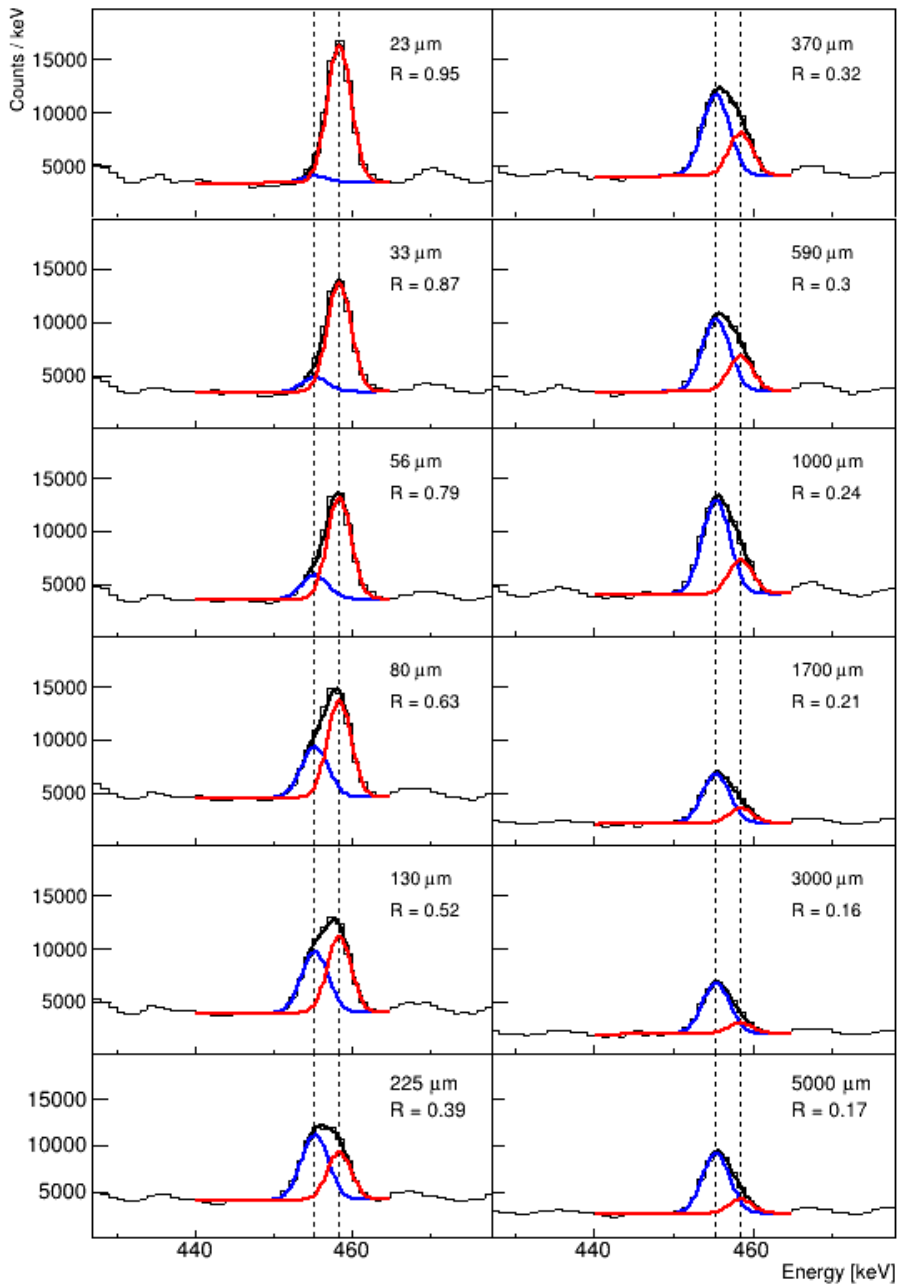 Counts / keV
15000
10000
5000
23 μm
R = 0.95
370 μm
R = 0.32
15000
10000
5000
33 μm
R = 0.87
590 μm
R = 0.3
15000
10000
5000
56 μm
R = 0.79
1000 μm
R = 0.24
15000
10000
5000
80 μm
R = 0.63
1700 μm
R = 0.21
15000
10000
5000
130 μm
R = 0.52
3000 μm
R = 0.16
15000
10000
5000
225 μm
R = 0.39
5000 μm
R = 0.17
440 460 440 460
Energy [keV]